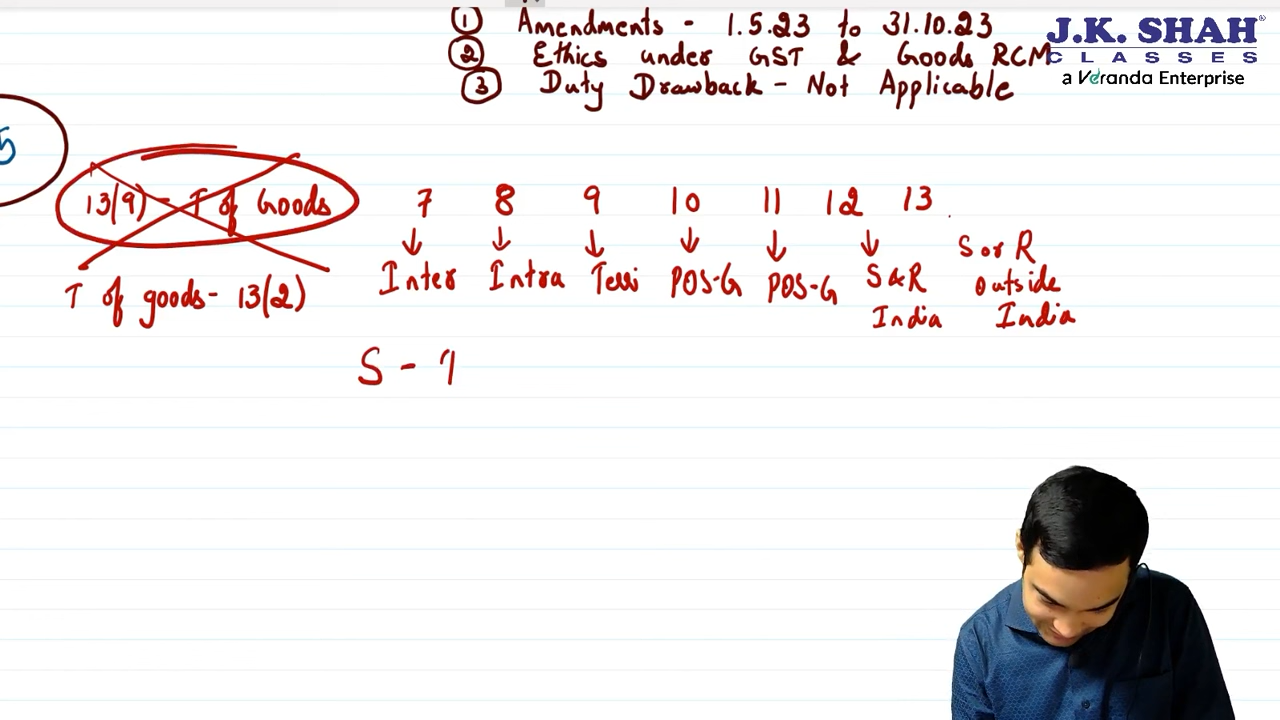 ① Amendments - 1.5.23 to 31.10.23
② Ethics under GST & Goods RCM
③ Duty Drawback - Not Applicable
J.K. SHAH
CLASSES
a Veranda Enterprise
5
13(9) - T of Goods
T of goods - 13(2)
7 8 9 10 11 12 13
Inter Intra Terri POS-G POS-G S&R India S or R outside India
S - 1